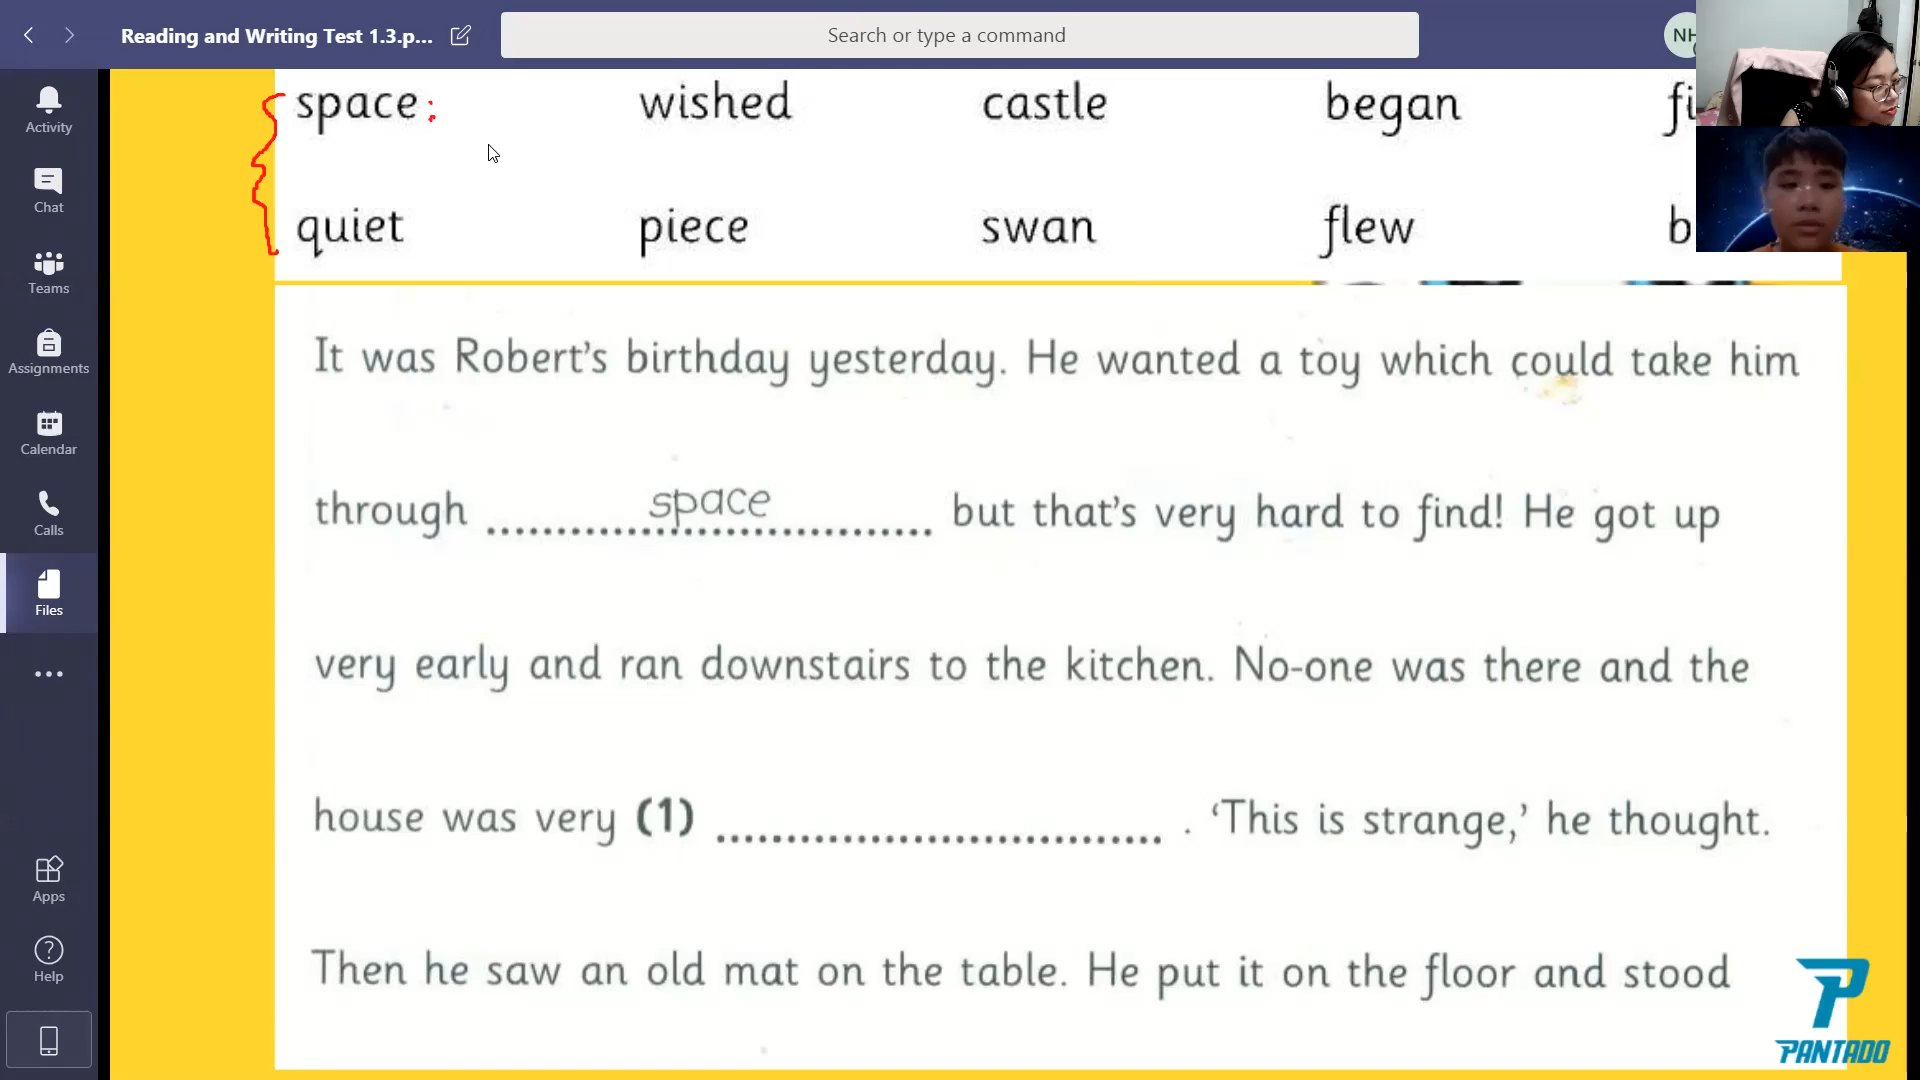 Reading and Writing Test 1.3.p...
Search or type a command
NH
Activity
Chat
Teams
Assignments
Calendar
Calls
Files
Apps
Help
space :
wished
castle
began
quiet
piece
swan
flew
It was Robert's birthday yesterday. He wanted a toy which could take him
through space but that's very hard to find! He got up
very early and ran downstairs to the kitchen. No-one was there and the
house was very (1) .............................. . 'This is strange,' he thought.
Then he saw an old mat on the table. He put it on the floor and stood
PANTADO